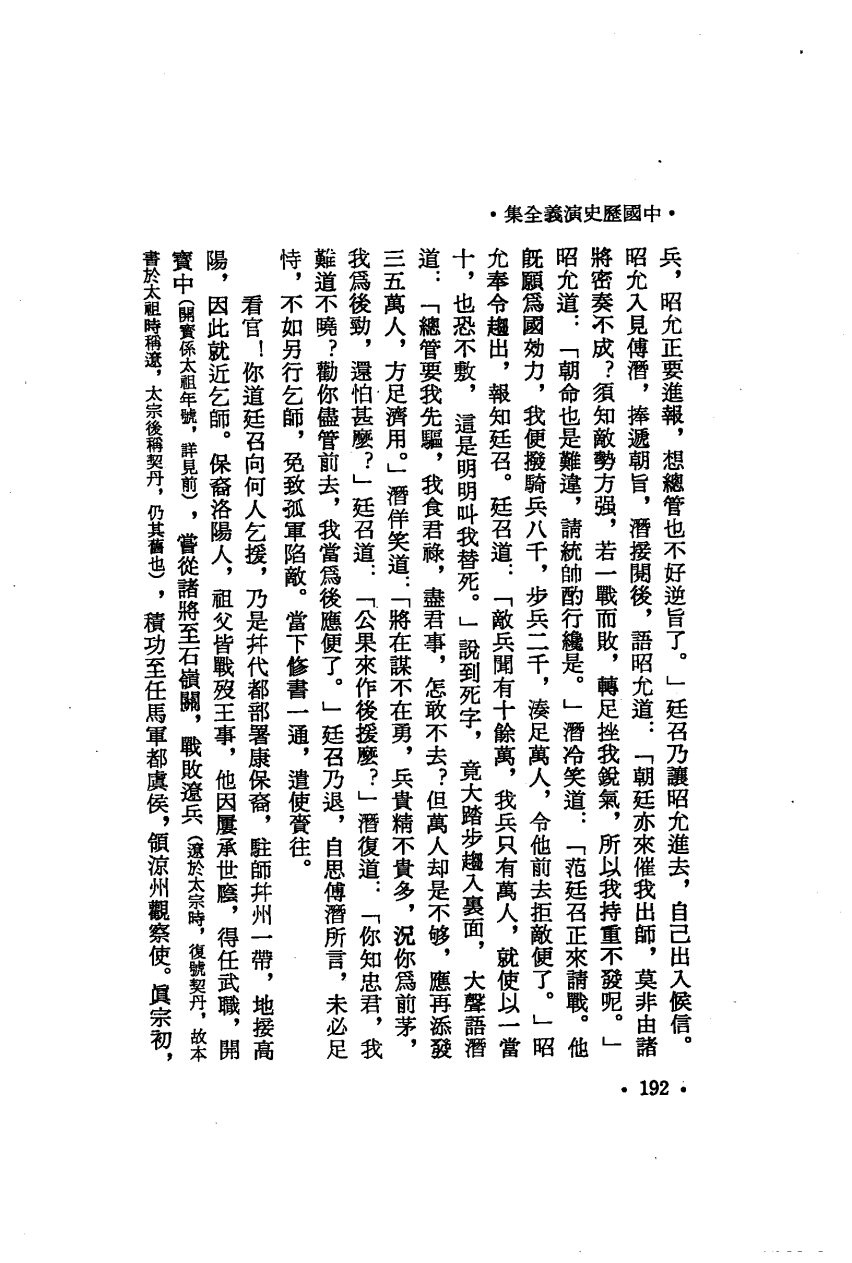 •中國歷史演義全集•
兵，昭允正要進報，想總管也不好逆旨了。」廷召乃讓昭允進去，自己出入候信。
昭允入見傅潛，捧遞朝旨，潛接閱後，語昭允道：「朝廷亦來催我出師，莫非由諸
將密奏不成？須知敵勢方强，若一戰而敗，轉足挫我銳氣，所以我持重不發呢。」
昭允道：「朝命也是難違，請統帥酌行纔是。」潛冷笑道：「范廷召正來請戰。他
旣願爲國効力，我便撥騎兵八千，步兵二千，湊足萬人，令他前去拒敵便了。」昭
允奉令趨出，報知廷召。廷召道：「敵兵聞有十餘萬，我兵只有萬人，就使以一當
十，也恐不敷，這是明明叫我替死。」說到死字，竟大踏步趨入裏面，大聲語潛
道：「總管要我先驅，我食君祿，盡君事，怎敢不去？但萬人却是不够，應再添發
三五萬人，方足濟用。」潛佯笑道：「將在謀不在勇，兵貴精不貴多，況你爲前茅，
我爲後勁，還怕甚麼？」廷召道：「公果來作後援麼？」潛復道：「你知忠君，我
難道不曉？勸你儘管前去，我當爲後應便了。」廷召乃退，自思傅潛所言，未必足
恃，不如另行乞師，免致孤軍陷敵。當下修書一通，遣使齎往。
看官！你道廷召向何人乞援，乃是幷代都部署康保裔，駐師幷州一帶，地接高
陽，因此就近乞師。保裔洛陽人，祖父皆戰歿王事，他因屢承世廕，得任武職，開
寶中（開寶係太祖年號，詳見前），嘗從諸將至石嶺關，戰敗遼兵（遼於太宗時，復號契丹，故本
書於太祖時稱遼，太宗後稱契丹，仍其舊也），積功至任馬軍都虞侯，領涼州觀察使。眞宗初，
•192•